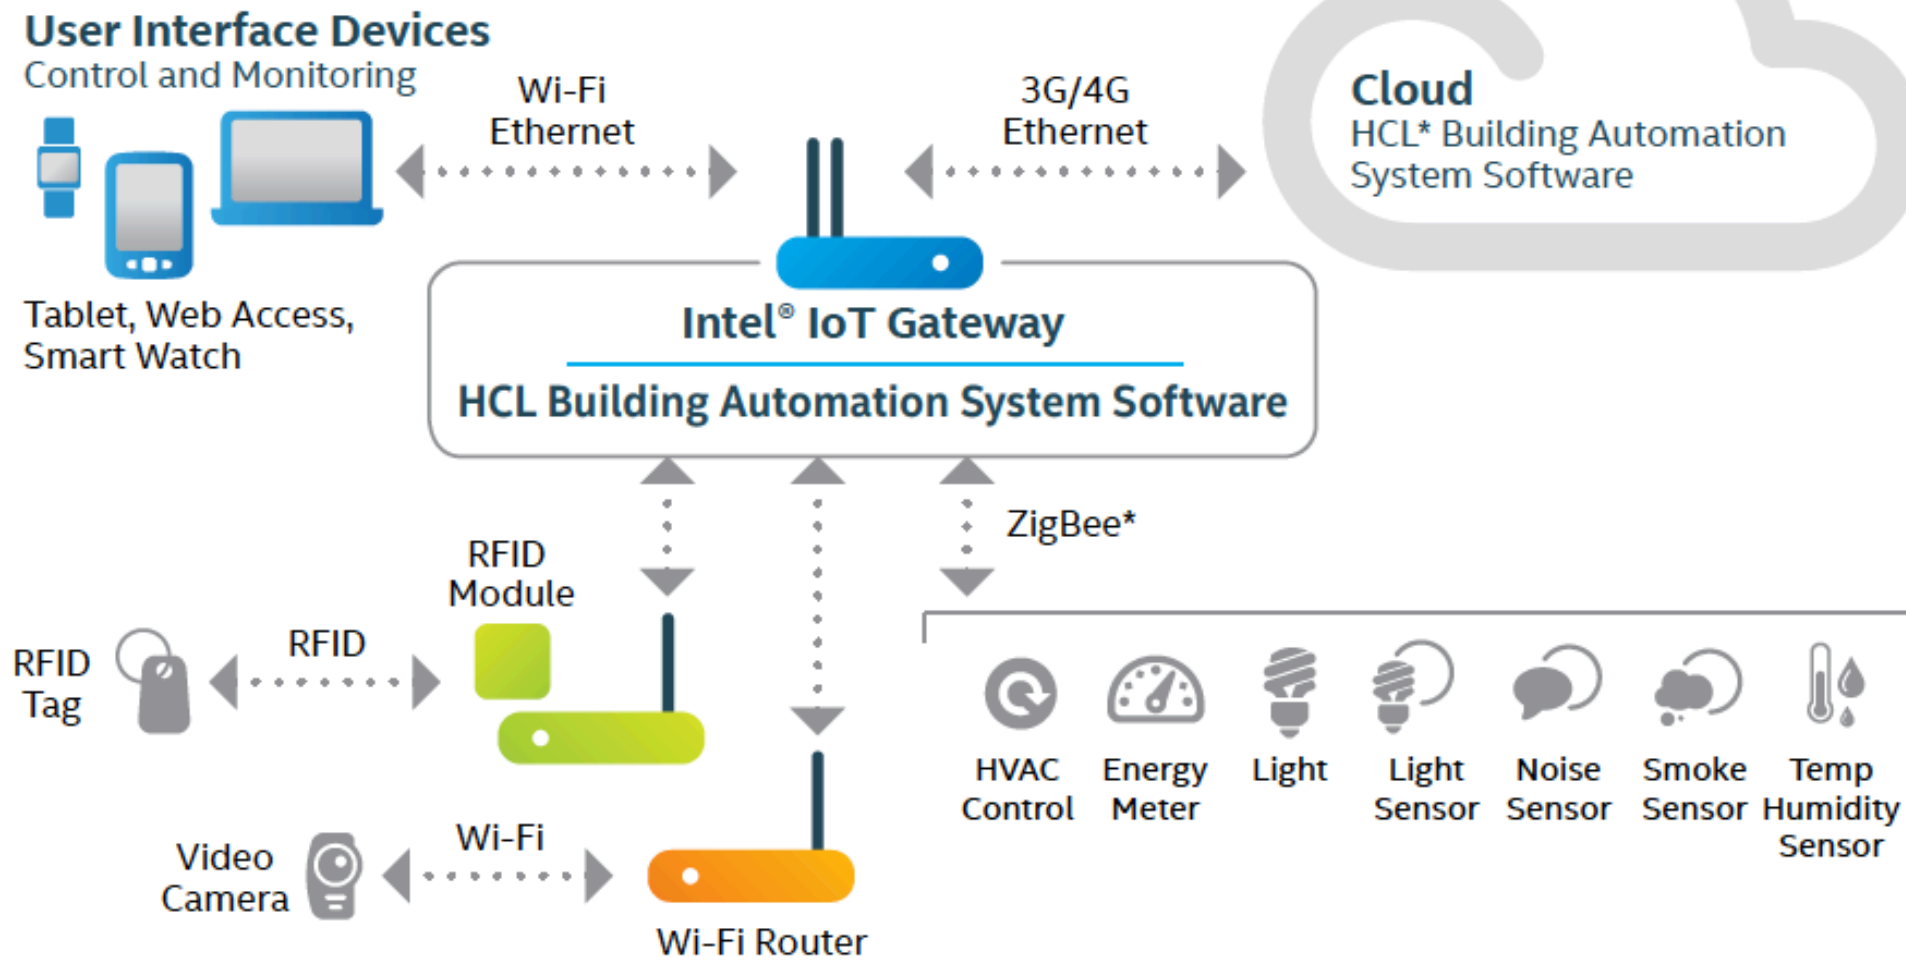 User Interface Devices
Control and Monitoring
Wi-Fi
Ethernet
3G/4G
Ethernet
Cloud
HCL* Building Automation
System Software
Tablet, Web Access,
Smart Watch
Intel® IoT Gateway
HCL Building Automation System Software
ZigBee*
RFID
Module
RFID
RFID
Tag
HVAC
Control
Energy
Meter
Light
Light
Sensor
Noise
Sensor
Smoke
Sensor
Temp
Humidity
Sensor
Wi-Fi
Video
Camera
Wi-Fi Router